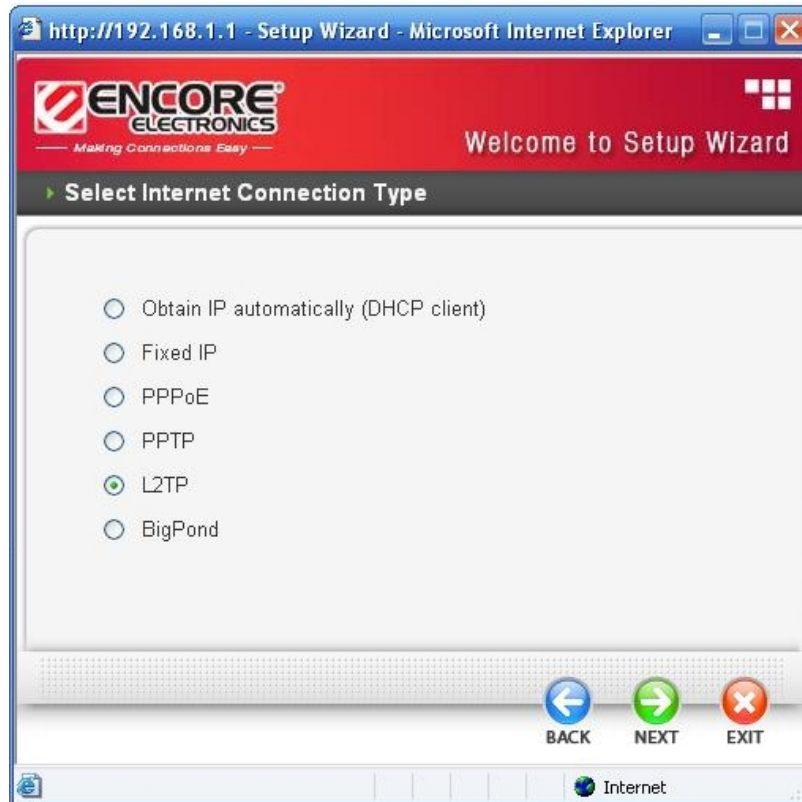 http://192.168.1.1 - Setup Wizard - Microsoft Internet Explorer
ENCORE
ELECTRONICS
Making Connections Easy
Welcome to Setup Wizard
Select Internet Connection Type
Obtain IP automatically (DHCP client)
Fixed IP
PPPoE
PPTP
L2TP
BigPond
BACK NEXT EXIT
Internet